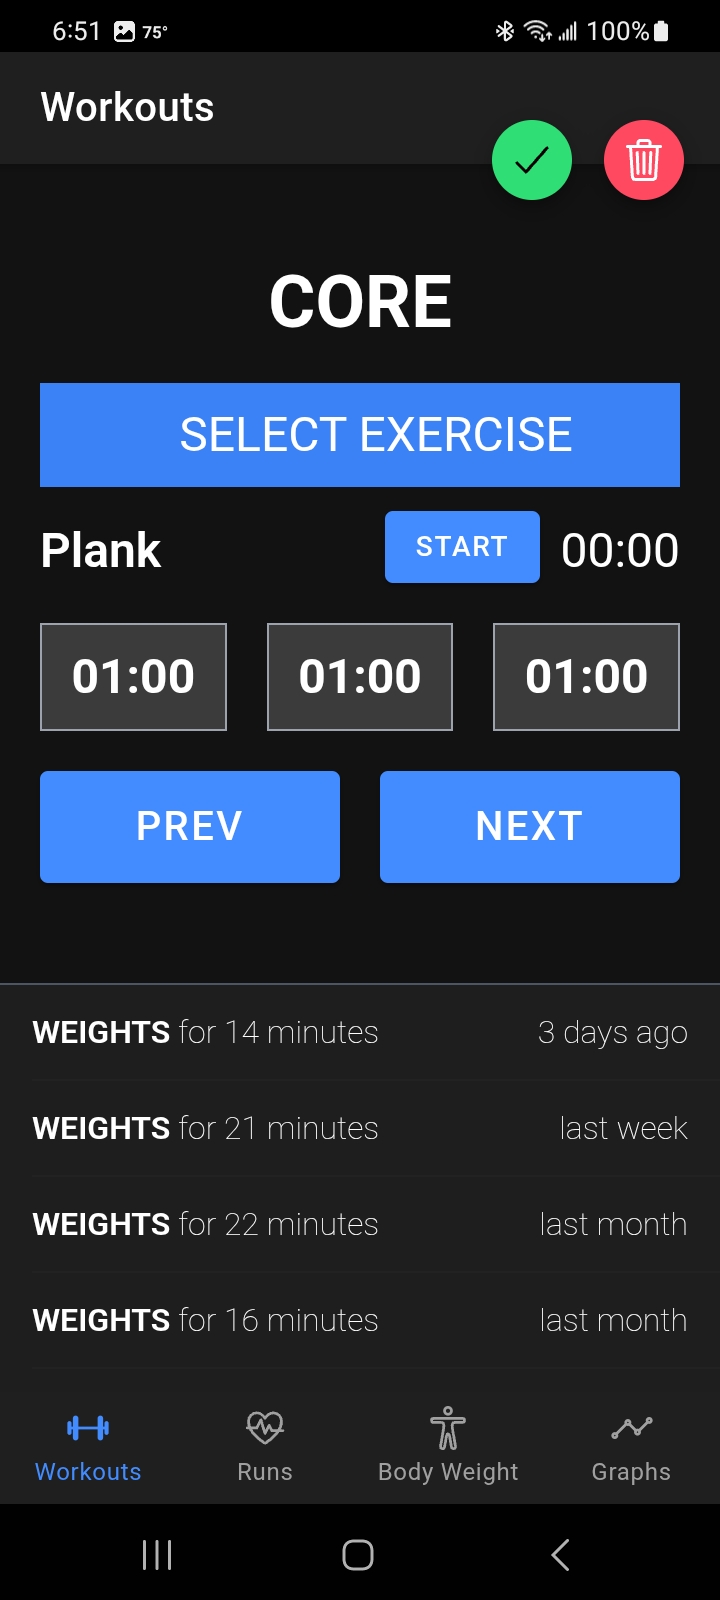 6:51 75° 100%
Workouts
CORE
SELECT EXERCISE
Plank START 00:00
01:00 01:00 01:00
PREV NEXT
WEIGHTS for 14 minutes 3 days ago
WEIGHTS for 21 minutes last week
WEIGHTS for 22 minutes last month
WEIGHTS for 16 minutes last month
Workouts Runs Body Weight Graphs